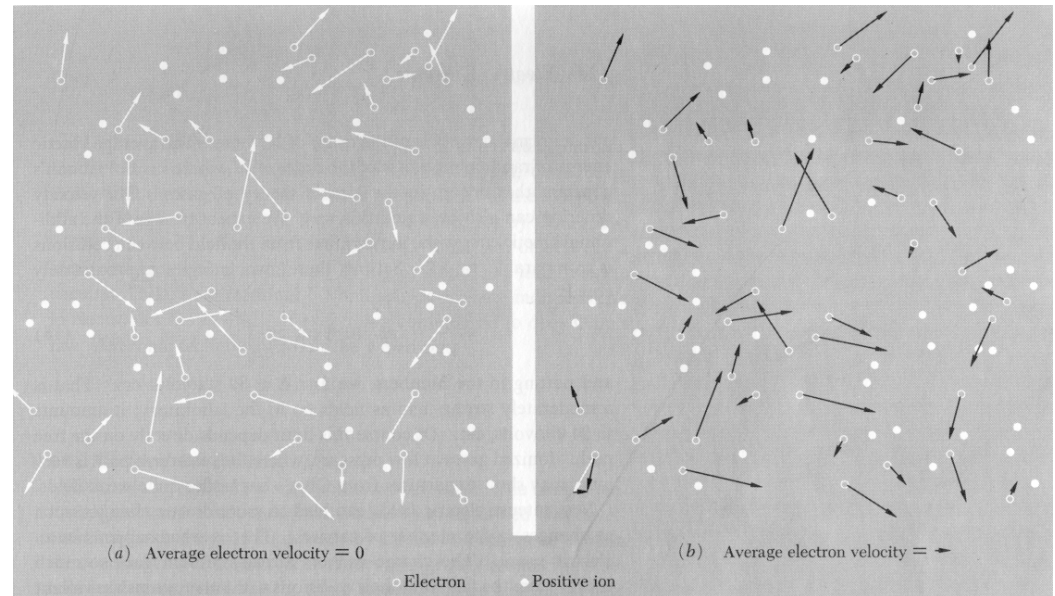 (a) Average electron velocity = 0
(b) Average electron velocity =
Electron
Positive ion